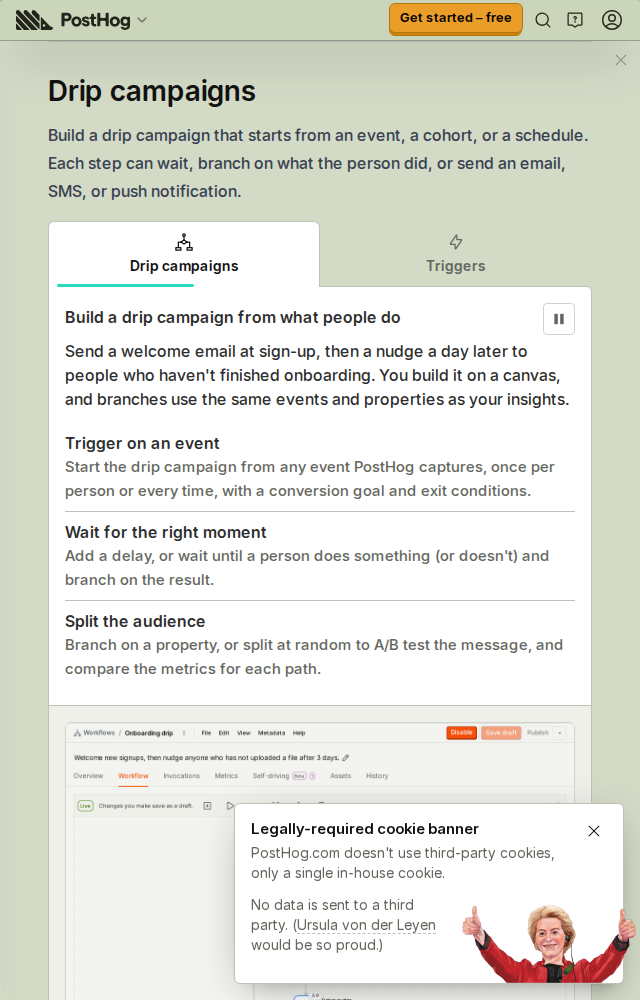 PostHog
Get started – free
Drip campaigns
Build a drip campaign that starts from an event, a cohort, or a schedule.
Each step can wait, branch on what the person did, or send an email,
SMS, or push notification.
Drip campaigns
Triggers
Build a drip campaign from what people do
Send a welcome email at sign-up, then a nudge a day later to
people who haven't finished onboarding. You build it on a canvas,
and branches use the same events and properties as your insights.
Trigger on an event
Start the drip campaign from any event PostHog captures, once per
person or every time, with a conversion goal and exit conditions.
Wait for the right moment
Add a delay, or wait until a person does something (or doesn't) and
branch on the result.
Split the audience
Branch on a property, or split at random to A/B test the message, and
compare the metrics for each path.
Workflows / Onboarding drip File Edit View Metadata Help Disable Save draft Publish
Welcome new signups, then nudge anyone who has not uploaded a file after 3 days.
Overview Workflow Invocations Metrics Self-driving Beta Assets History
Live Changes you make save as a draft.
Legally-required cookie banner
PostHog.com doesn't use third-party cookies,
only a single in-house cookie.
No data is sent to a third
party. (Ursula von der Leyen
would be so proud.)